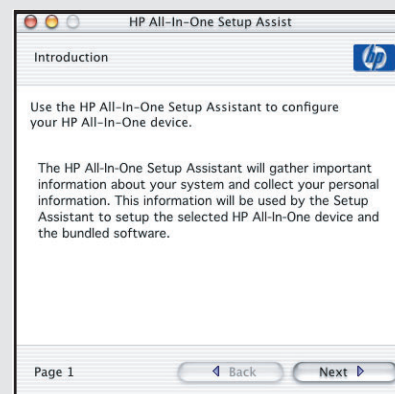 HP All-In-One Setup Assist
Introduction
hp
Use the HP All-In-One Setup Assistant to configure
your HP All-In-One device.
The HP All-In-One Setup Assistant will gather important
information about your system and collect your personal
information. This information will be used by the Setup
Assistant to setup the selected HP All-In-One device and
the bundled software.
Page 1
Back
Next